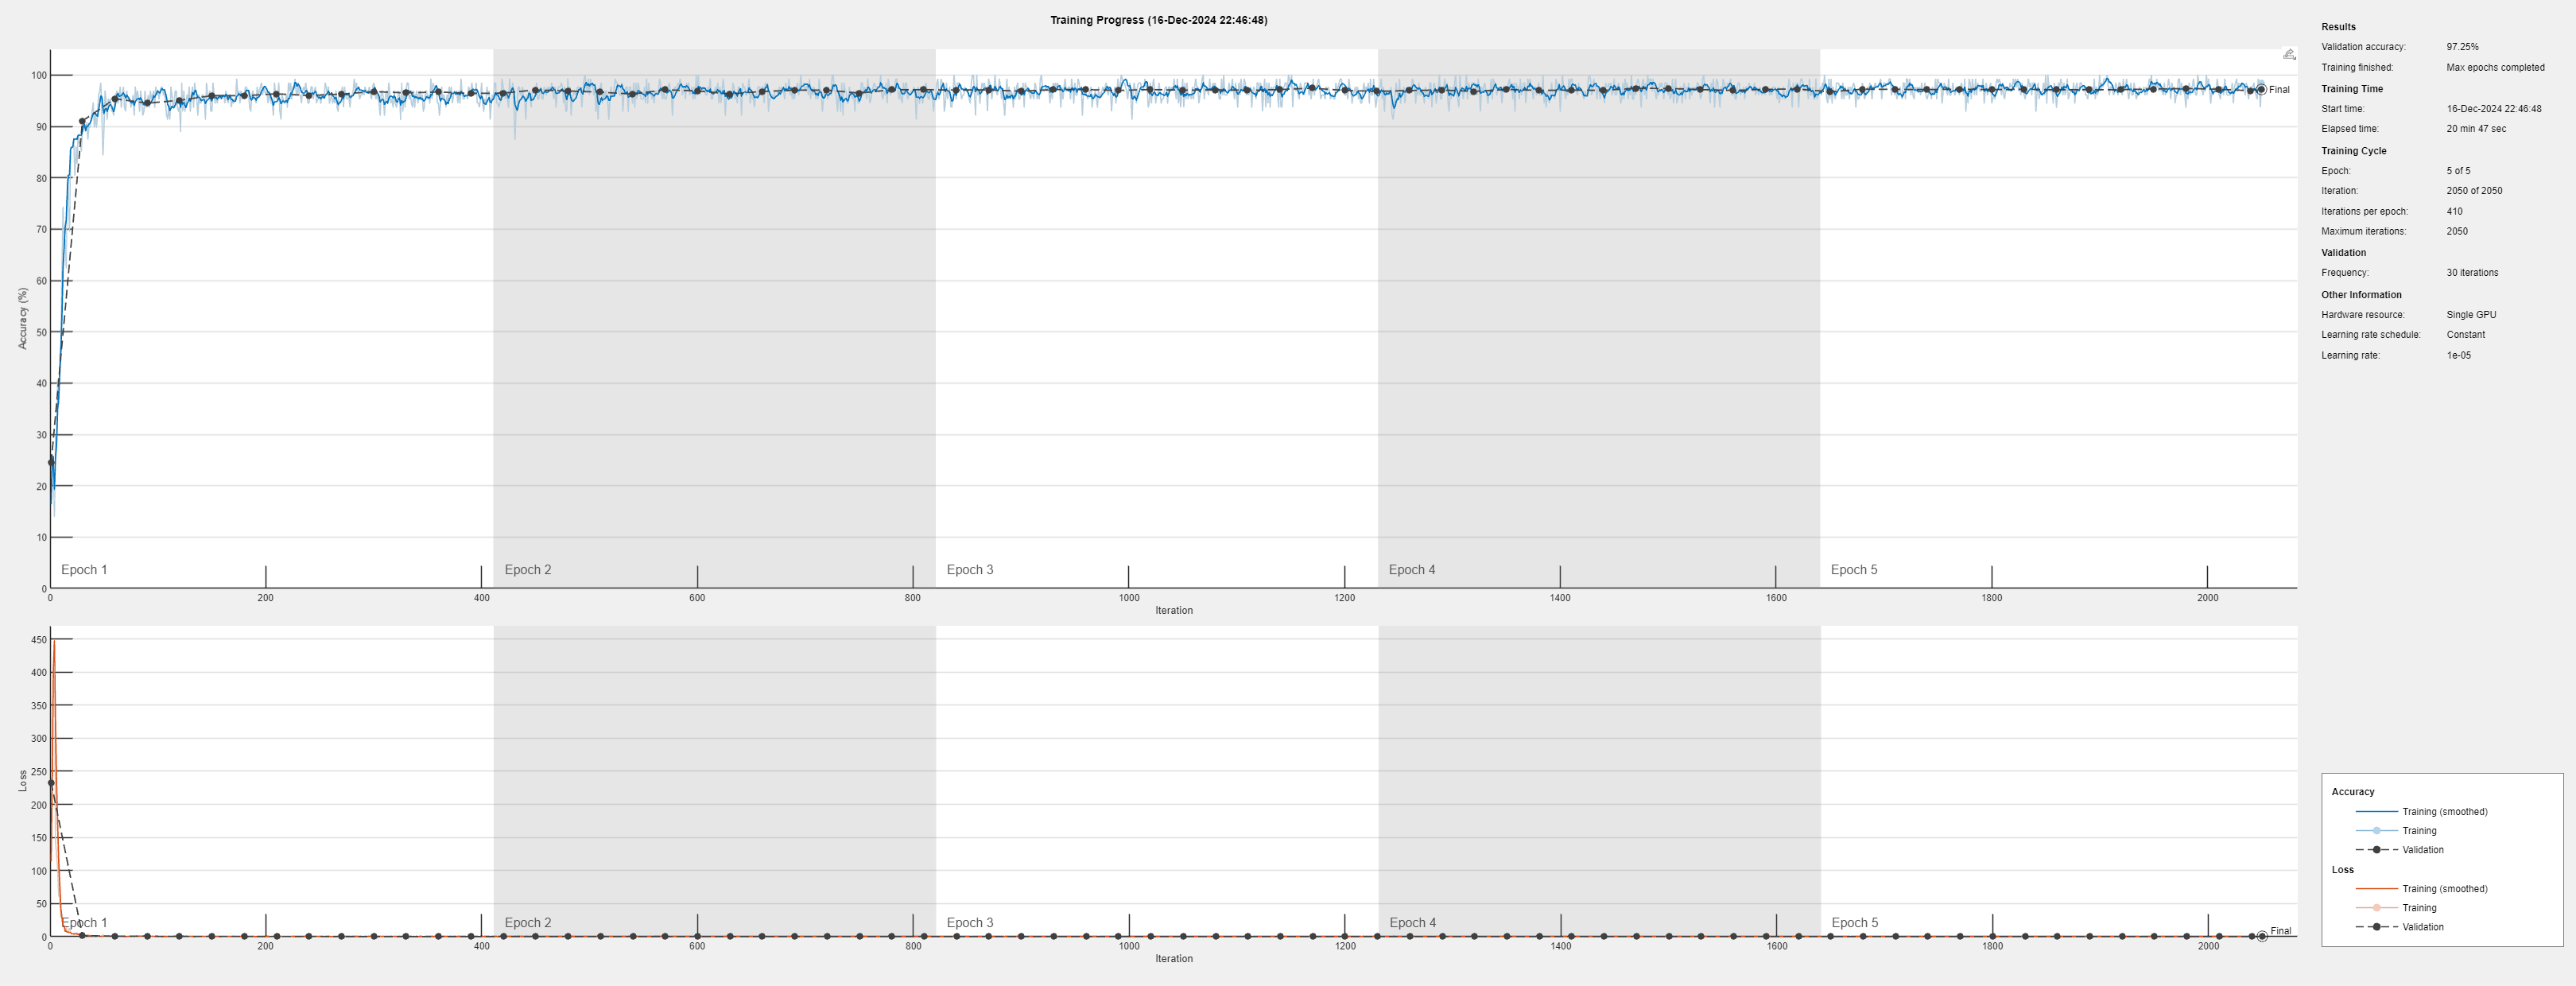 Training Progress (16-Dec-2024 22:46:48)
Accuracy (%)
100
90
80
70
60
50
40
30
20
10
0
Final
Epoch 1
Epoch 2
Epoch 3
Epoch 4
Epoch 5
0 200 400 600 800 1000 1200 1400 1600 1800 2000
Iteration
Loss
450
400
350
300
250
200
150
100
50
0
Epoch 1
Epoch 2
Epoch 3
Epoch 4
Epoch 5
Final
0 200 400 600 800 1000 1200 1400 1600 1800 2000
Iteration
Results
Validation accuracy: 97.25%
Training finished: Max epochs completed
Training Time
Start time: 16-Dec-2024 22:46:48
Elapsed time: 20 min 47 sec
Training Cycle
Epoch: 5 of 5
Iteration: 2050 of 2050
Iterations per epoch: 410
Maximum iterations: 2050
Validation
Frequency: 30 iterations
Other Information
Hardware resource: Single GPU
Learning rate schedule: Constant
Learning rate: 1e-05
Accuracy
Training (smoothed)
Training
Validation
Loss
Training (smoothed)
Training
Validation